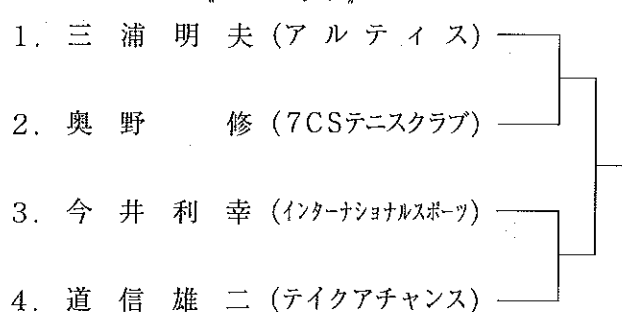 1. 三浦明夫(アルティス)
2. 奥野 修(7CSテニスクラブ)
3. 今井利幸(インターナショナルスポーツ)
4. 道信雄二(テイクアチャンス)